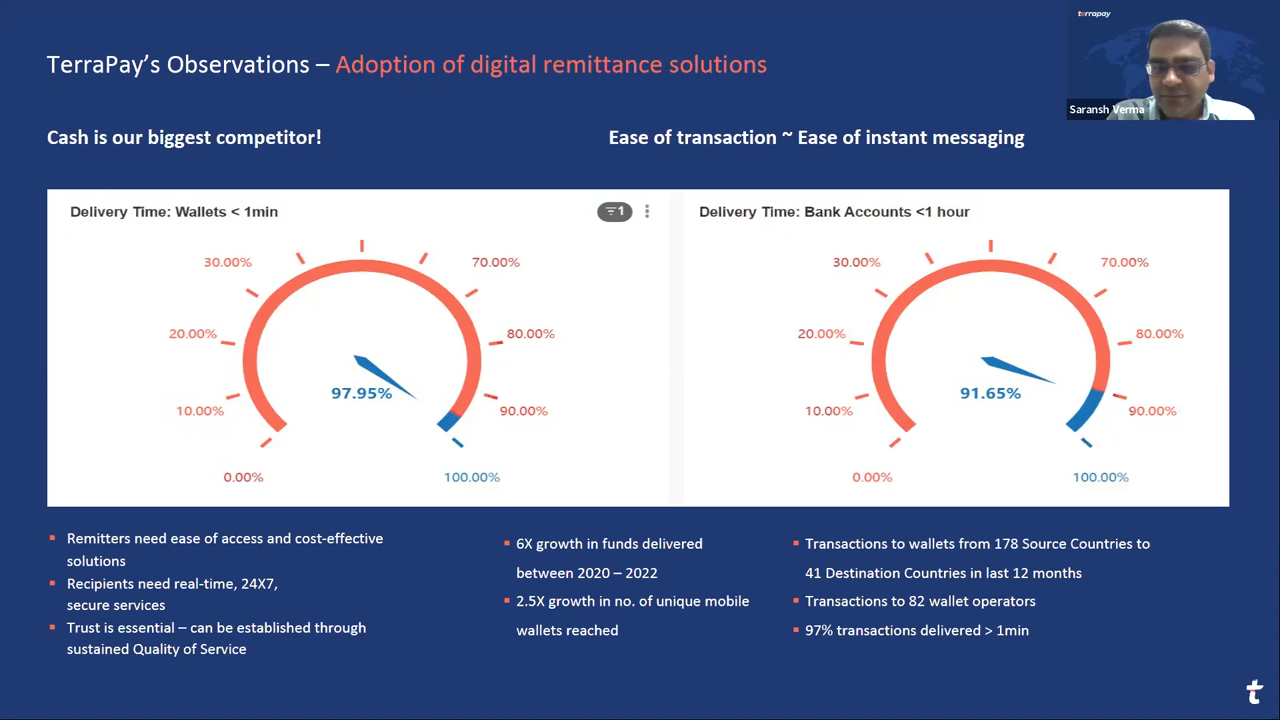 terrapay
Saransh Verma
TerraPay’s Observations – Adoption of digital remittance solutions
Cash is our biggest competitor!
Ease of transaction ~ Ease of instant messaging
Delivery Time: Wallets < 1min
1
30.00%
70.00%
20.00%
80.00%
97.95%
10.00%
90.00%
0.00%
100.00%
Delivery Time: Bank Accounts <1 hour
30.00%
70.00%
20.00%
80.00%
91.65%
10.00%
90.00%
0.00%
100.00%
Remitters need ease of access and cost-effective
solutions
Recipients need real-time, 24X7,
secure services
Trust is essential – can be established through
sustained Quality of Service
6X growth in funds delivered
between 2020 – 2022
2.5X growth in no. of unique mobile
wallets reached
Transactions to wallets from 178 Source Countries to
41 Destination Countries in last 12 months
Transactions to 82 wallet operators
97% transactions delivered > 1min
t